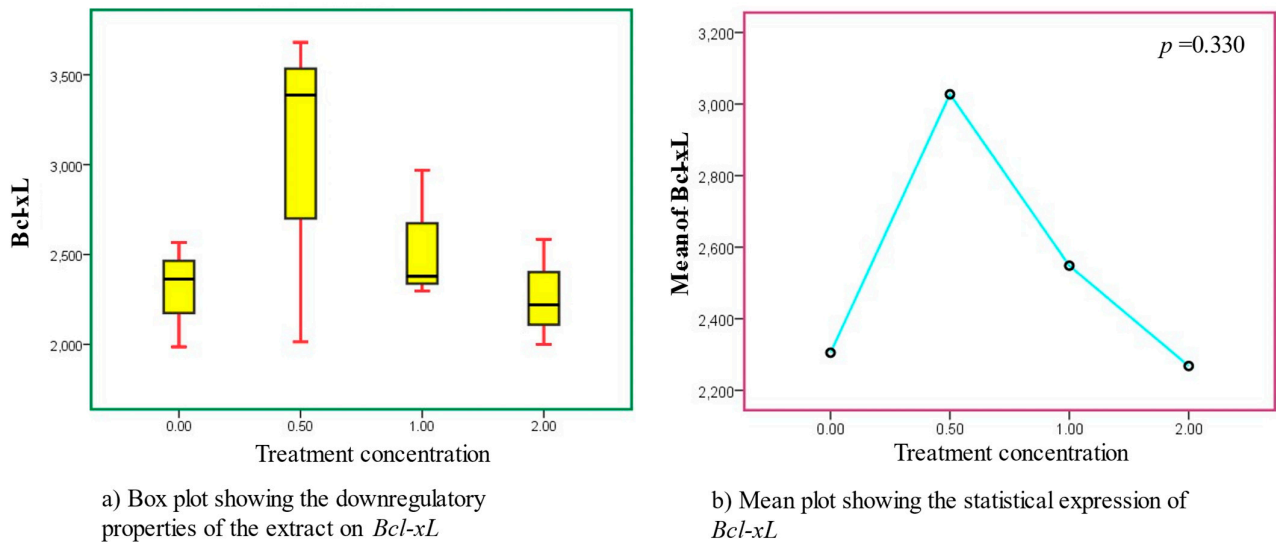 Bcl-xL
3,500
3,000
2,500
2,000
0.00
0.50
1.00
2.00
Treatment concentration
a) Box plot showing the downregulatory
properties of the extract on Bcl-xL
p =0.330
Mean of Bcl-xL
3,200
3,000
2,800
2,600
2,400
2,200
0.00
0.50
1.00
2.00
Treatment concentration
b) Mean plot showing the statistical expression of
Bcl-xL